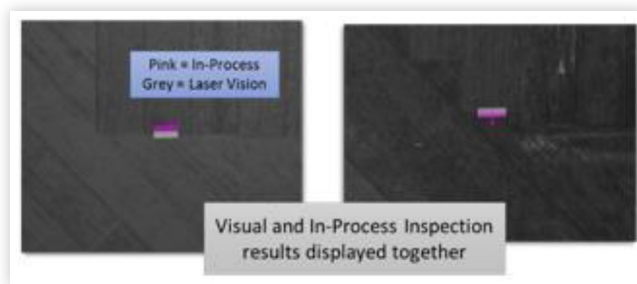 Pink = In-Process
Grey = Laser Vision
Visual and In-Process Inspection
results displayed together